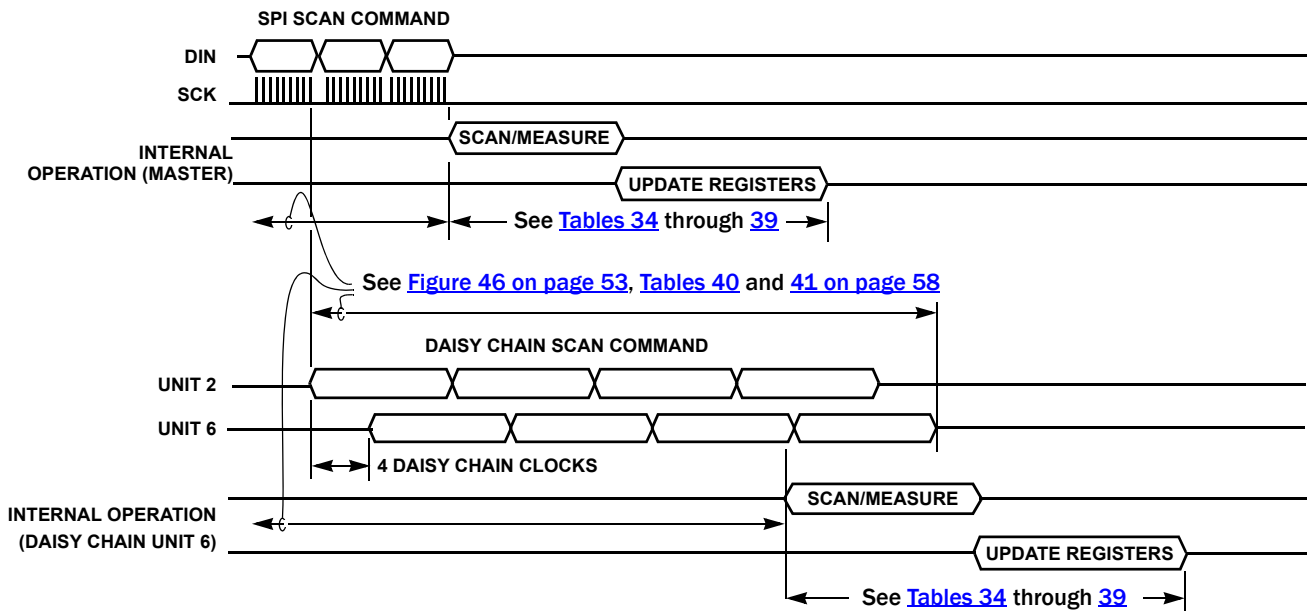 SPI SCAN COMMAND
DIN
SCK
SCAN/MEASURE
INTERNAL
OPERATION (MASTER)
UPDATE REGISTERS
See Tables 34 through 39
See Figure 46 on page 53, Tables 40 and 41 on page 58
DAISY CHAIN SCAN COMMAND
UNIT 2
UNIT 6
4 DAISY CHAIN CLOCKS
SCAN/MEASURE
INTERNAL OPERATION
(DAISY CHAIN UNIT 6)
UPDATE REGISTERS
See Tables 34 through 39